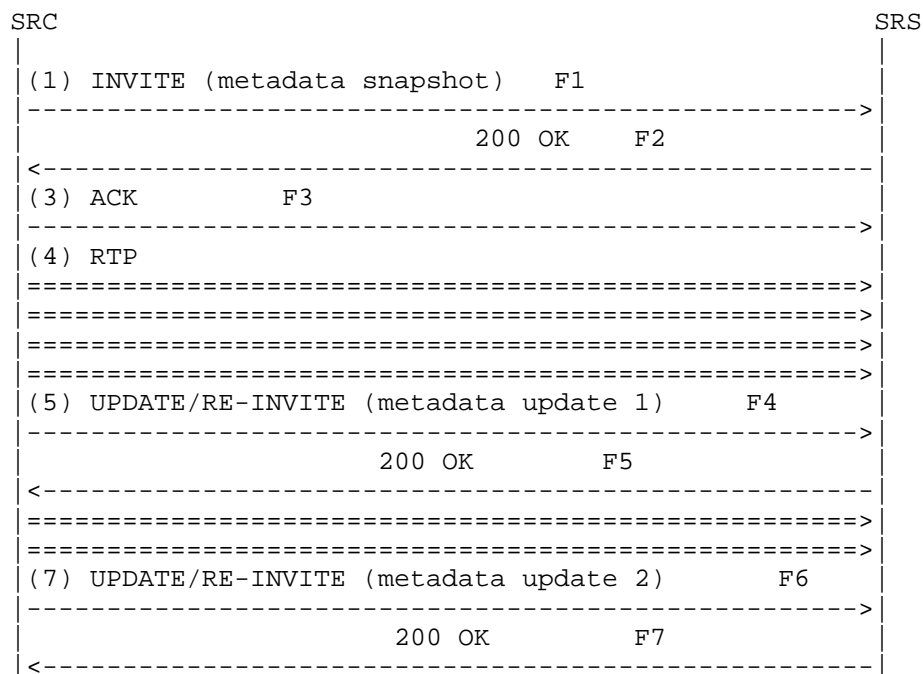 SRC SRS
(1) INVITE (metadata snapshot) F1
200 OK F2
(3) ACK F3
(4) RTP
(5) UPDATE/RE-INVITE (metadata update 1) F4
200 OK F5
(7) UPDATE/RE-INVITE (metadata update 2) F6
200 OK F7